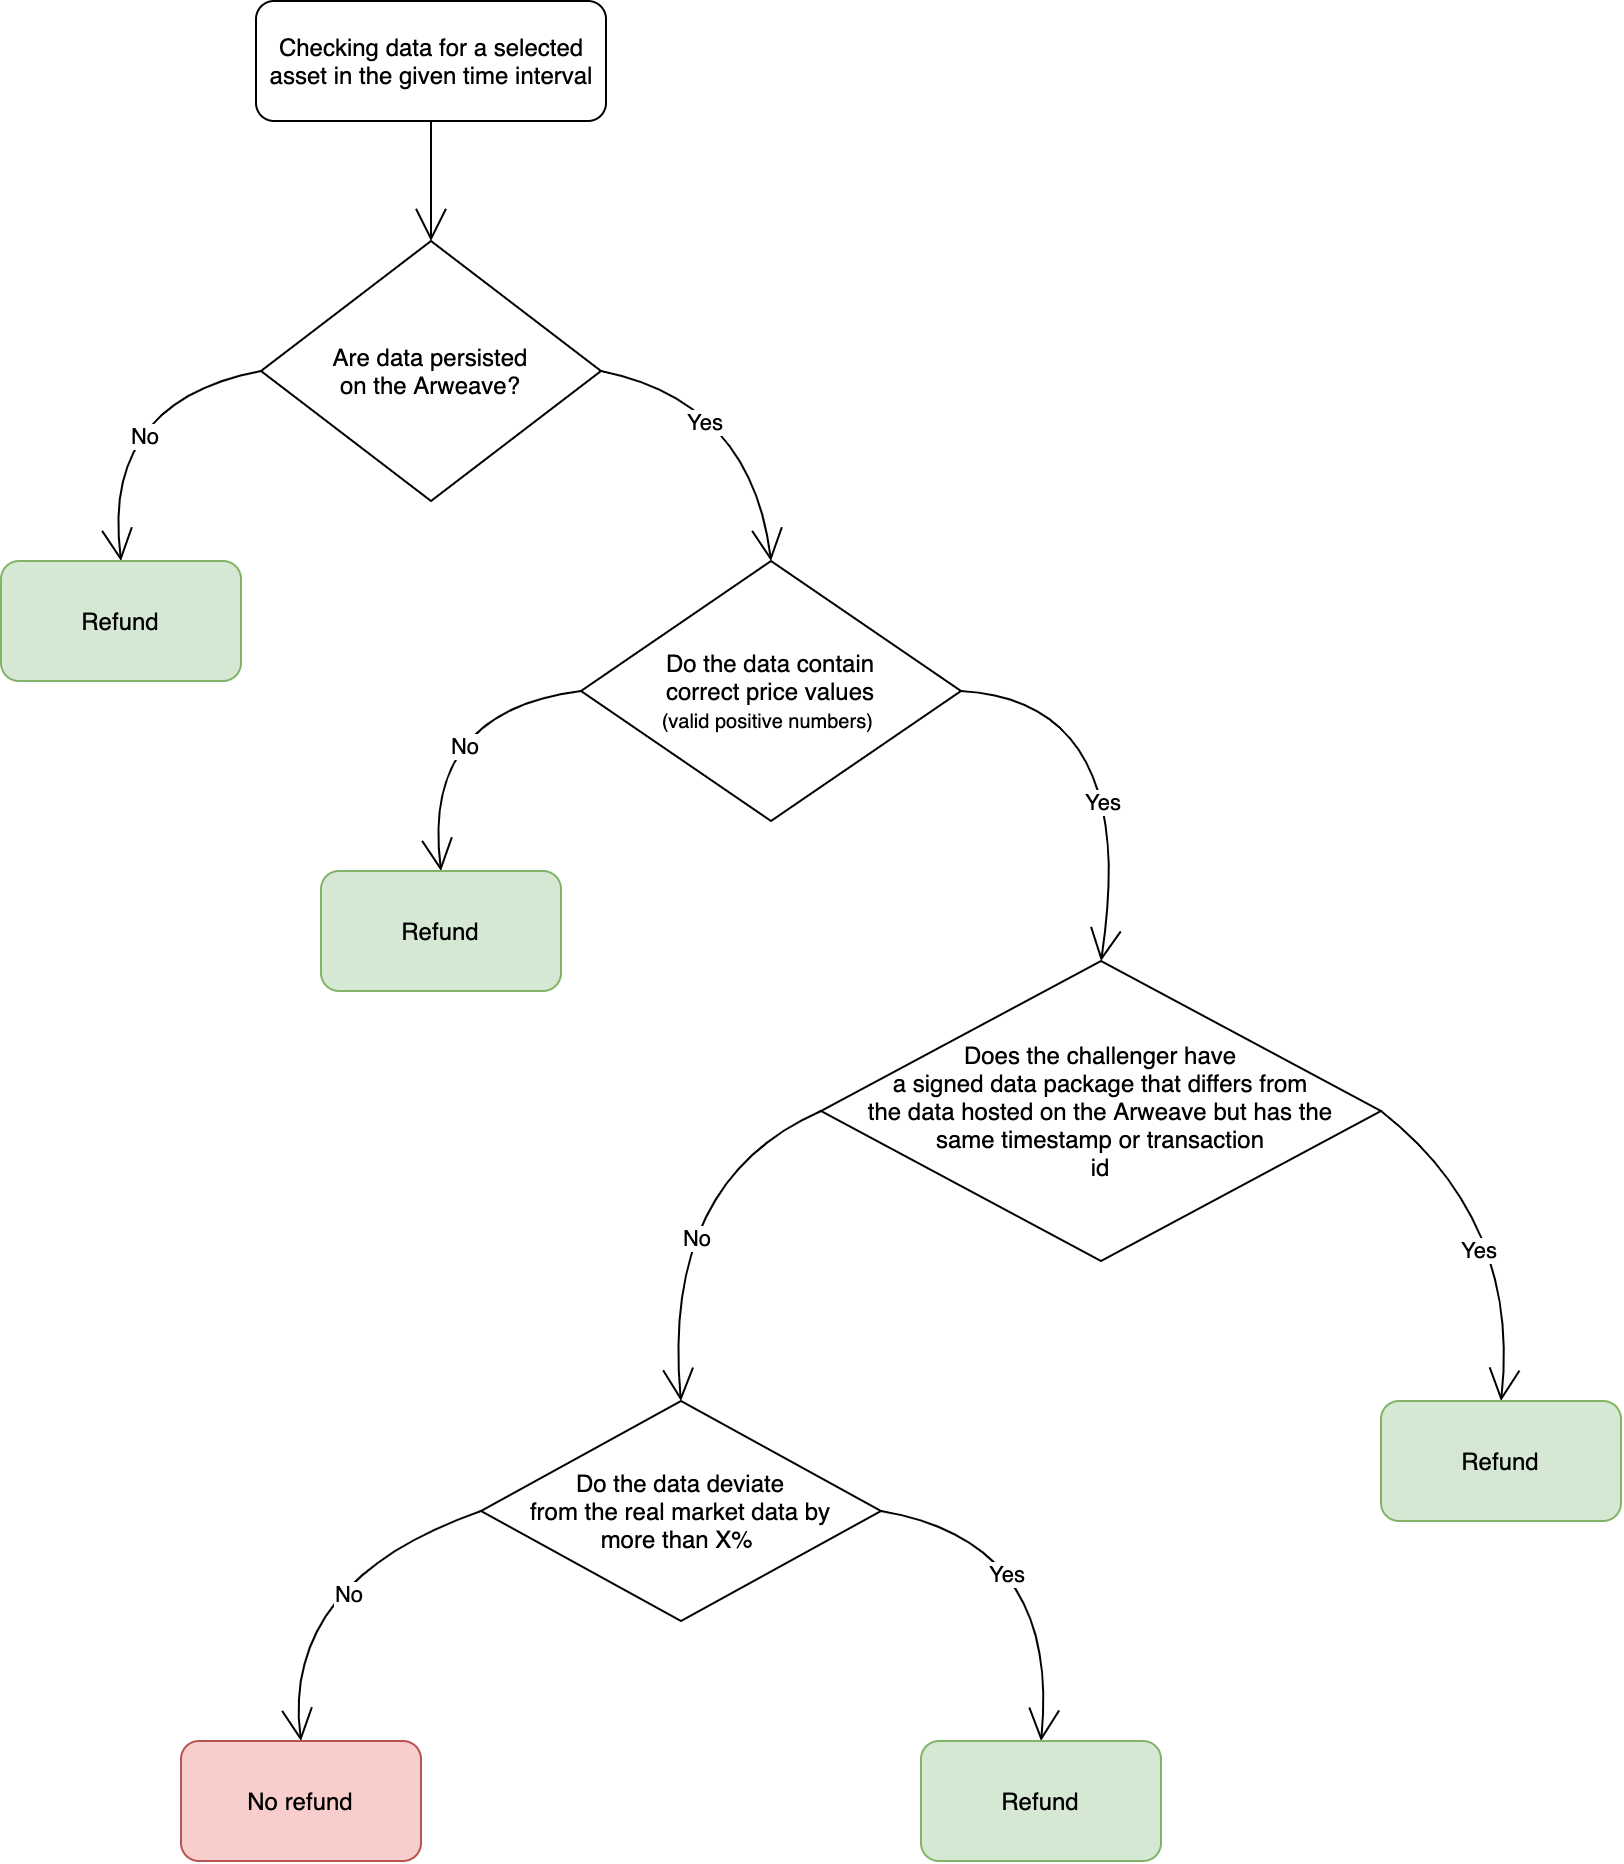 Checking data for a selected
asset in the given time interval
Are data persisted
on the Arweave?
No
Yes
Refund
Do the data contain
correct price values
(valid positive numbers)
No
Yes
Refund
Does the challenger have
a signed data package that differs from
the data hosted on the Arweave but has the
same timestamp or transaction
id
No
Yes
Refund
Do the data deviate
from the real market data by
more than X%
No
Yes
No refund
Refund